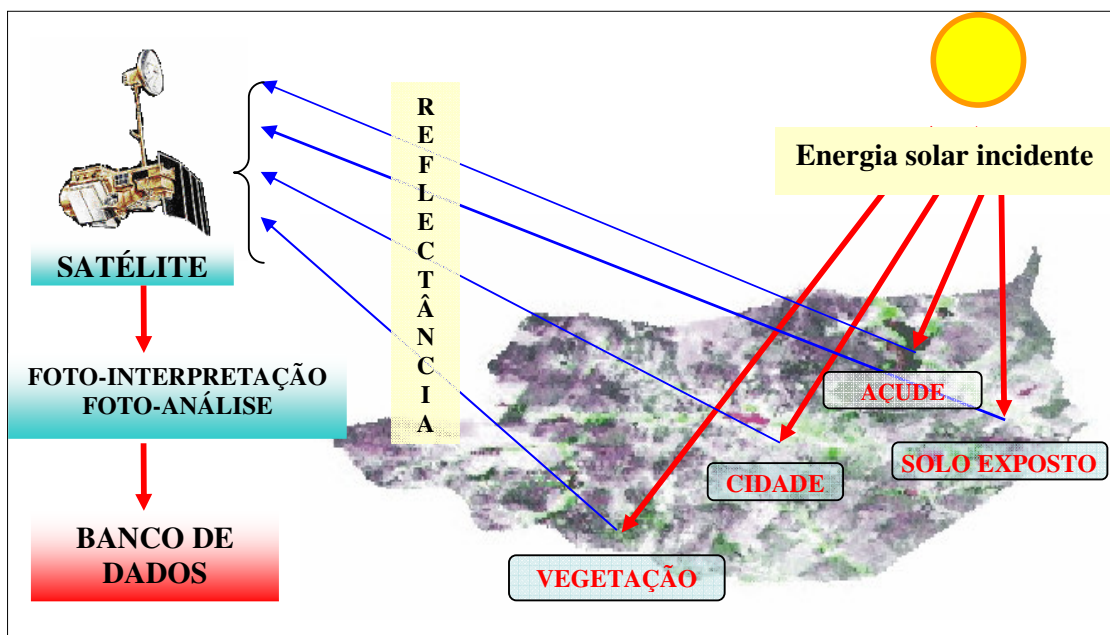 SATÉLITE
FOTO-INTERPRETAÇÃO
FOTO-ANÁLISE
BANCO DE
DADOS
R
E
F
L
E
C
T
Â
N
C
I
A
Energia solar incidente
AÇUDE
SOLO EXPOSTO
CIDADE
VEGETAÇÃO